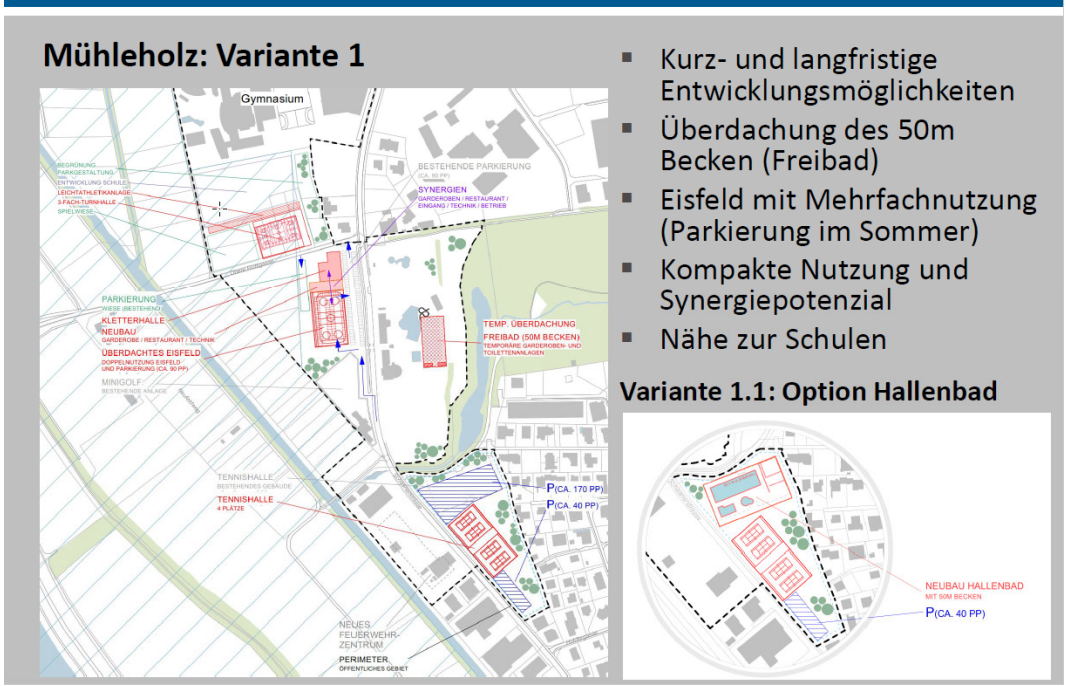 Mühleholz: Variante 1
Gymnasium
BEGRÜNUNG
PARKGESTALTUNG
ENTWICKLUNG SCHULE
LEICHTATHLETIKANLAGE
3-FACH-TURNHALLE
SPIELWIESE
BESTEHENDE PARKIERUNG
(CA. 80 PP)
SYNERGIEN
GARDEROBEN / RESTAURANT /
EINGANG / TECHNIK / BETRIEB
PARKIERUNG
WIESE (BESTEHEND)
KLETTERHALLE
NEUBAU
GARDEROBE / RESTAURANT / TECHNIK
ÜBERDACHTES EISFELD
DOPPELNUTZUNG EISFELD
UND PARKIERUNG (CA. 90 PP)
MINIGOLF
BESTEHENDE ANLAGE
TEMP. ÜBERDACHUNG
FREIBAD (50M BECKEN)
TEMPORÄRE GARDEROBEN- UND
TOILETTENANLAGEN
TENNISHALLE
BESTEHENDES GEBÄUDE
TENNISHALLE
4 PLÄTZE
P(CA. 170 PP)
P(CA. 40 PP)
NEUES
FEUERWEHR-
ZENTRUM
PERIMETER
ÖFFENTLICHES GEBIET
▪ Kurz- und langfristige
Entwicklungsmöglichkeiten
▪ Überdachung des 50m
Becken (Freibad)
▪ Eisfeld mit Mehrfachnutzung
(Parkierung im Sommer)
▪ Kompakte Nutzung und
Synergiepotenzial
▪ Nähe zur Schulen
Variante 1.1: Option Hallenbad
NEUBAU HALLENBAD
MIT 50M BECKEN
P(CA. 40 PP)